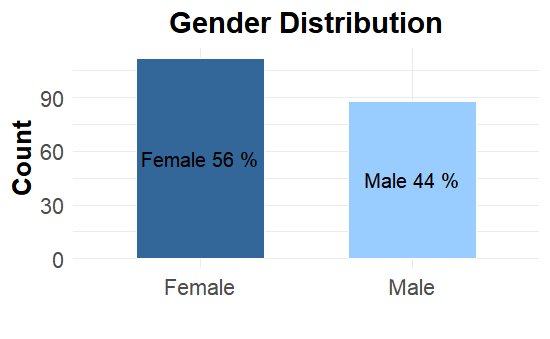 Gender Distribution
Count
90
60
30
0
Female 56 %
Male 44 %
Female
Male